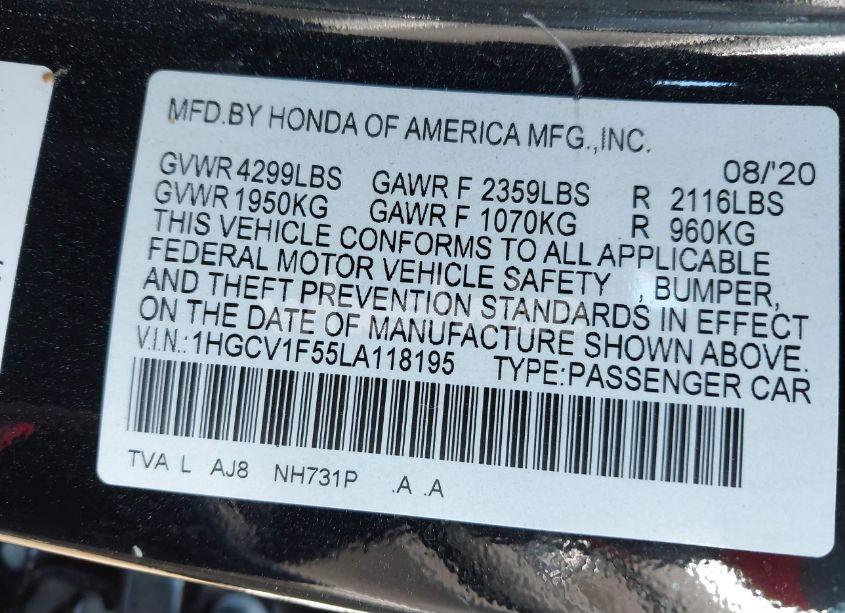 MFD.BY HONDA OF AMERICA MFG.,INC.
08/'20
GVWR 4299LBS GAWR F 2359LBS R 2116LBS
GVWR 1950KG GAWR F 1070KG R 960KG
THIS VEHICLE CONFORMS TO ALL APPLICABLE
FEDERAL MOTOR VEHICLE SAFETY , BUMPER,
AND THEFT PREVENTION STANDARDS IN EFFECT
ON THE DATE OF MANUFACTURE SHOWN ABOVE.
V.I.N.:1HGCV1F55LA118195 TYPE:PASSENGER CAR
TVA L AJ8 NH731P .A .A